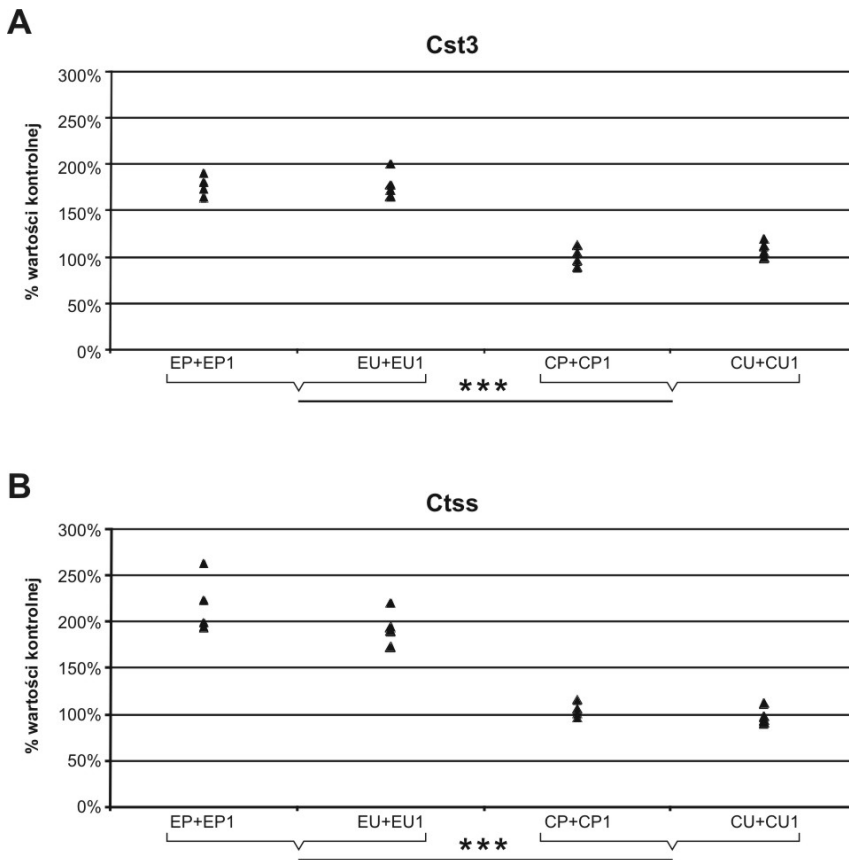 A
Cst3
% wartości kontrolnej
300%
250%
200%
150%
100%
50%
0%
EP+EP1 EU+EU1 CP+CP1 CU+CU1
***
B
Ctss
% wartości kontrolnej
300%
250%
200%
150%
100%
50%
0%
EP+EP1 EU+EU1 CP+CP1 CU+CU1
***